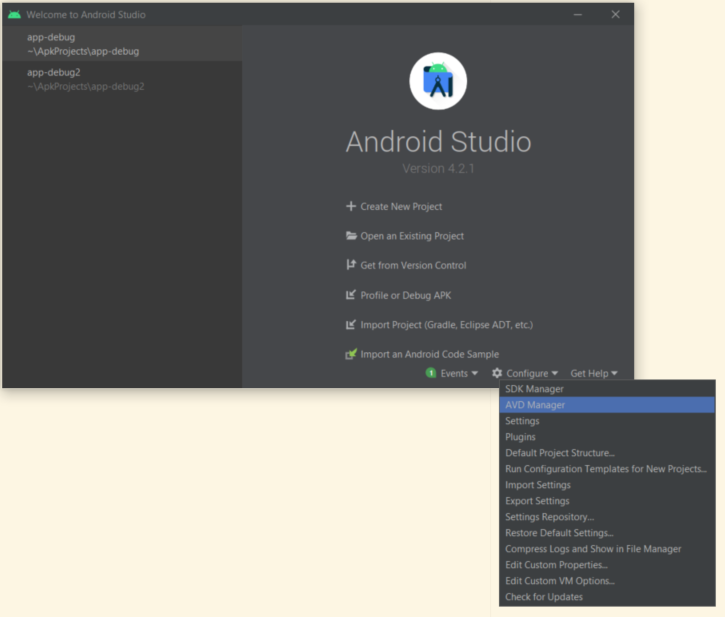 Welcome to Android Studio
app-debug
~\ApkProjects\app-debug
app-debug2
~\ApkProjects\app-debug2
Android Studio
Version 4.2.1
Create New Project
Open an Existing Project
Get from Version Control
Profile or Debug APK
Import Project (Gradle, Eclipse ADT, etc.)
Import an Android Code Sample
1 Events Configure Get Help
SDK Manager
AVD Manager
Settings
Plugins
Default Project Structure...
Run Configuration Templates for New Projects...
Import Settings
Export Settings
Settings Repository...
Restore Default Settings...
Compress Logs and Show in File Manager
Edit Custom Properties...
Edit Custom VM Options...
Check for Updates